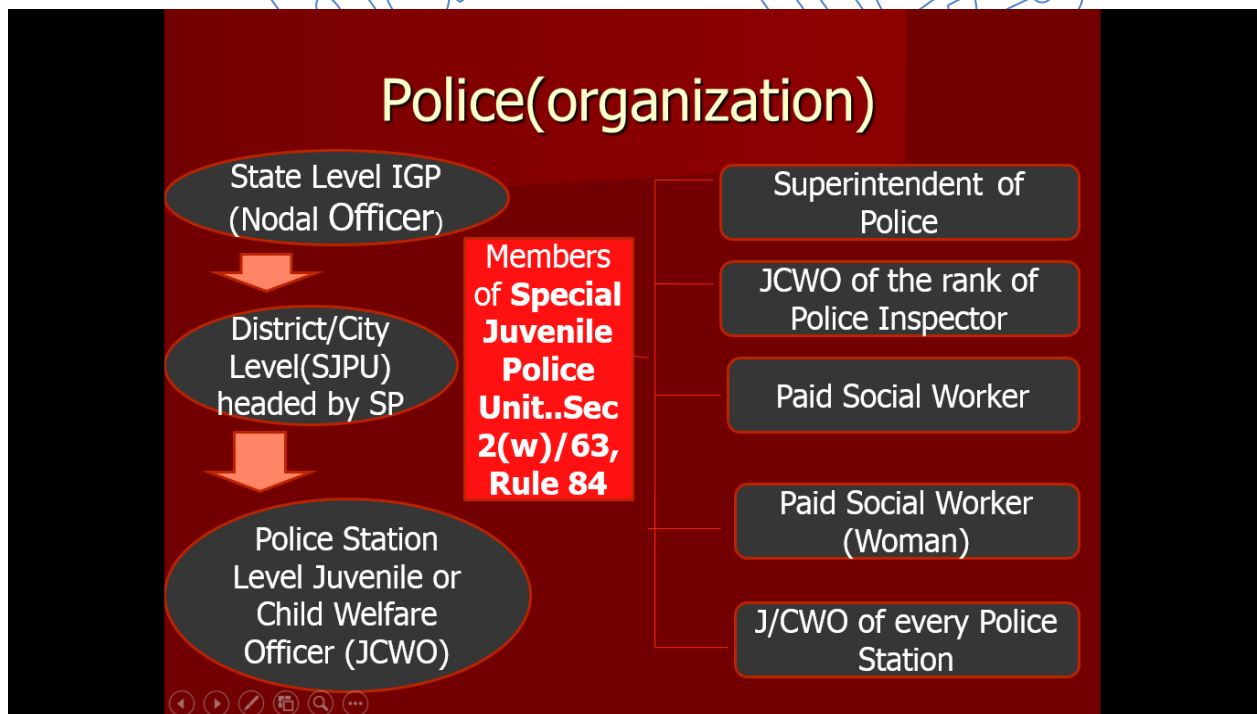 Police(organization)
State Level IGP
(Nodal Officer)
District/City
Level(SJPU)
headed by SP
Police Station
Level Juvenile or
Child Welfare
Officer (JCWO)
Members
of Special
Juvenile
Police
Unit..Sec
2(w)/63,
Rule 84
Superintendent of
Police
JCWO of the rank of
Police Inspector
Paid Social Worker
Paid Social Worker
(Woman)
J/CWO of every Police
Station